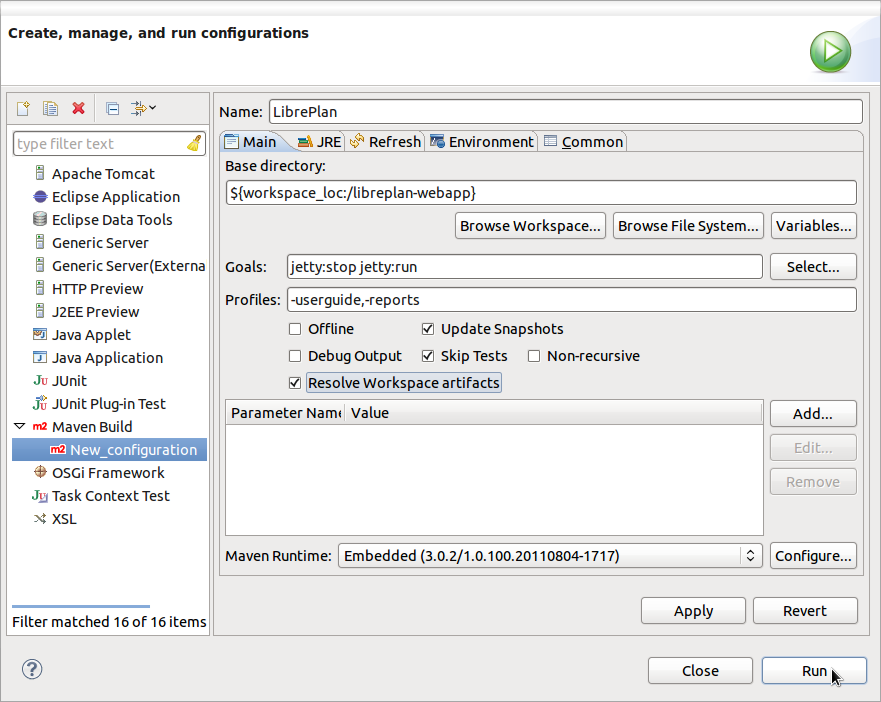 Create, manage, and run configurations
Name: LibrePlan
type filter text
Main JRE Refresh Environment Common
Base directory:
${workspace_loc:/libreplan-webapp}
Browse Workspace... Browse File System... Variables...
Goals: jetty:stop jetty:run Select...
Profiles: -userguide,-reports
Offline Update Snapshots
Debug Output Skip Tests Non-recursive
Resolve Workspace artifacts
Parameter Name Value
Add...
Edit...
Remove
Maven Runtime: Embedded (3.0.2/1.0.100.20110804-1717) Configure...
Apply Revert
Apache Tomcat
Eclipse Application
Eclipse Data Tools
Generic Server
Generic Server(Externa
HTTP Preview
J2EE Preview
Java Applet
Java Application
Ju JUnit
Ju JUnit Plug-in Test
m2 Maven Build
m2 New_configuration
OSGi Framework
Ju Task Context Test
XSL
Filter matched 16 of 16 items
? Close Run